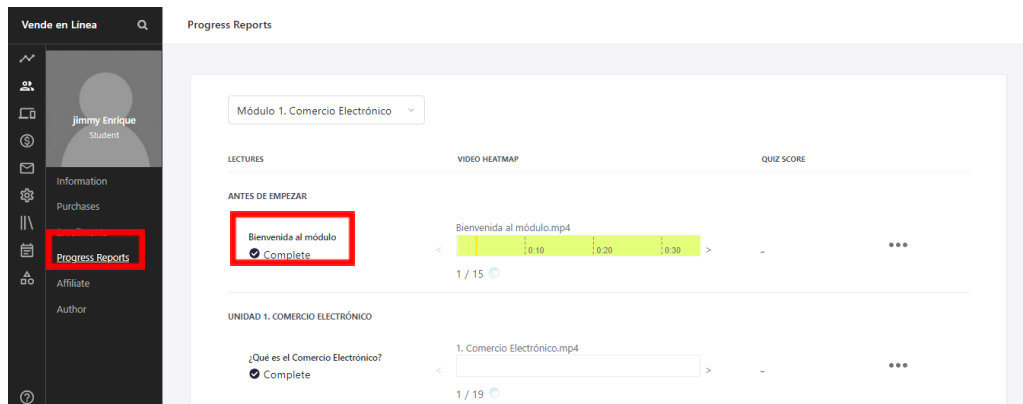 Vende en Línea
Progress Reports
jimmy Enrique
Student
Information
Purchases
Progress Reports
Affiliate
Author
Módulo 1. Comercio Electrónico
LECTURES VIDEO HEATMAP QUIZ SCORE
ANTES DE EMPEZAR
Bienvenida al módulo
Complete
Bienvenida al módulo.mp4
0:10 0:20 0:30
< >
1 / 15
–
•••
UNIDAD 1. COMERCIO ELECTRÓNICO
¿Qué es el Comercio Electrónico?
Complete
1. Comercio Electrónico.mp4
< >
1 / 19
–
•••